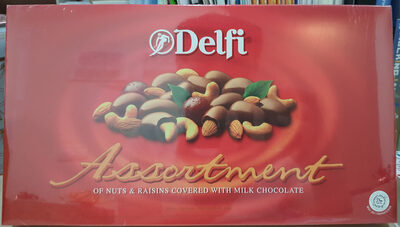 Delfi
Assortment
OF NUTS & RAISINS COVERED WITH MILK CHOCOLATE